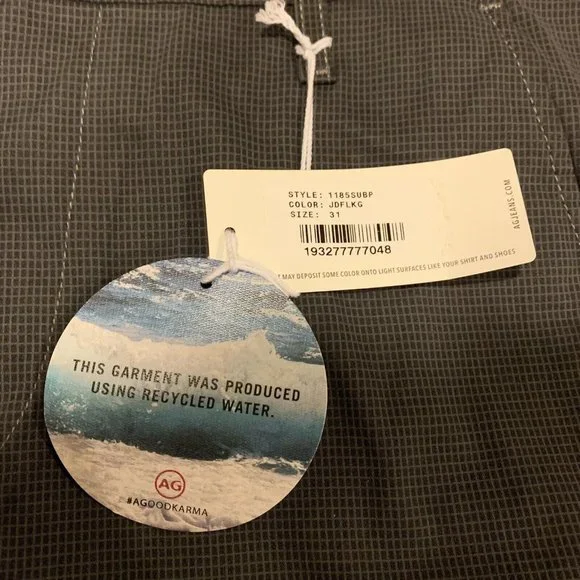 STYLE: 1185SUBP
COLOR: JDFLKG
SIZE: 31
193277777048
MAY DEPOSIT SOME COLOR ONTO LIGHT SURFACES LIKE YOUR SHIRT AND SHOES
AGJEANS.COM
THIS GARMENT WAS PRODUCED
USING RECYCLED WATER.
AG
#AGOODKARMA